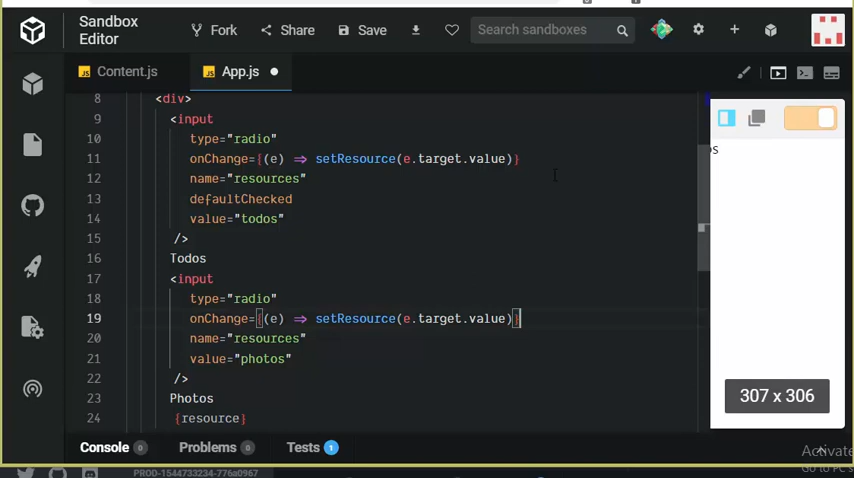 Sandbox
Editor
Fork
Share
Save
Search sandboxes
Content.js
App.js
8 <div>
9 <input
10 type="radio"
11 onChange={(e) => setResource(e.target.value)}
12 name="resources"
13 defaultChecked
14 value="todos"
15 />
16 Todos
17 <input
18 type="radio"
19 onChange={(e) => setResource(e.target.value)}
20 name="resources"
21 value="photos"
22 />
23 Photos
24 {resource}
os
307 x 306
Console 0
Problems 0
Tests 1
Activate
Go to PC s
PROD-1544733234-776a0967